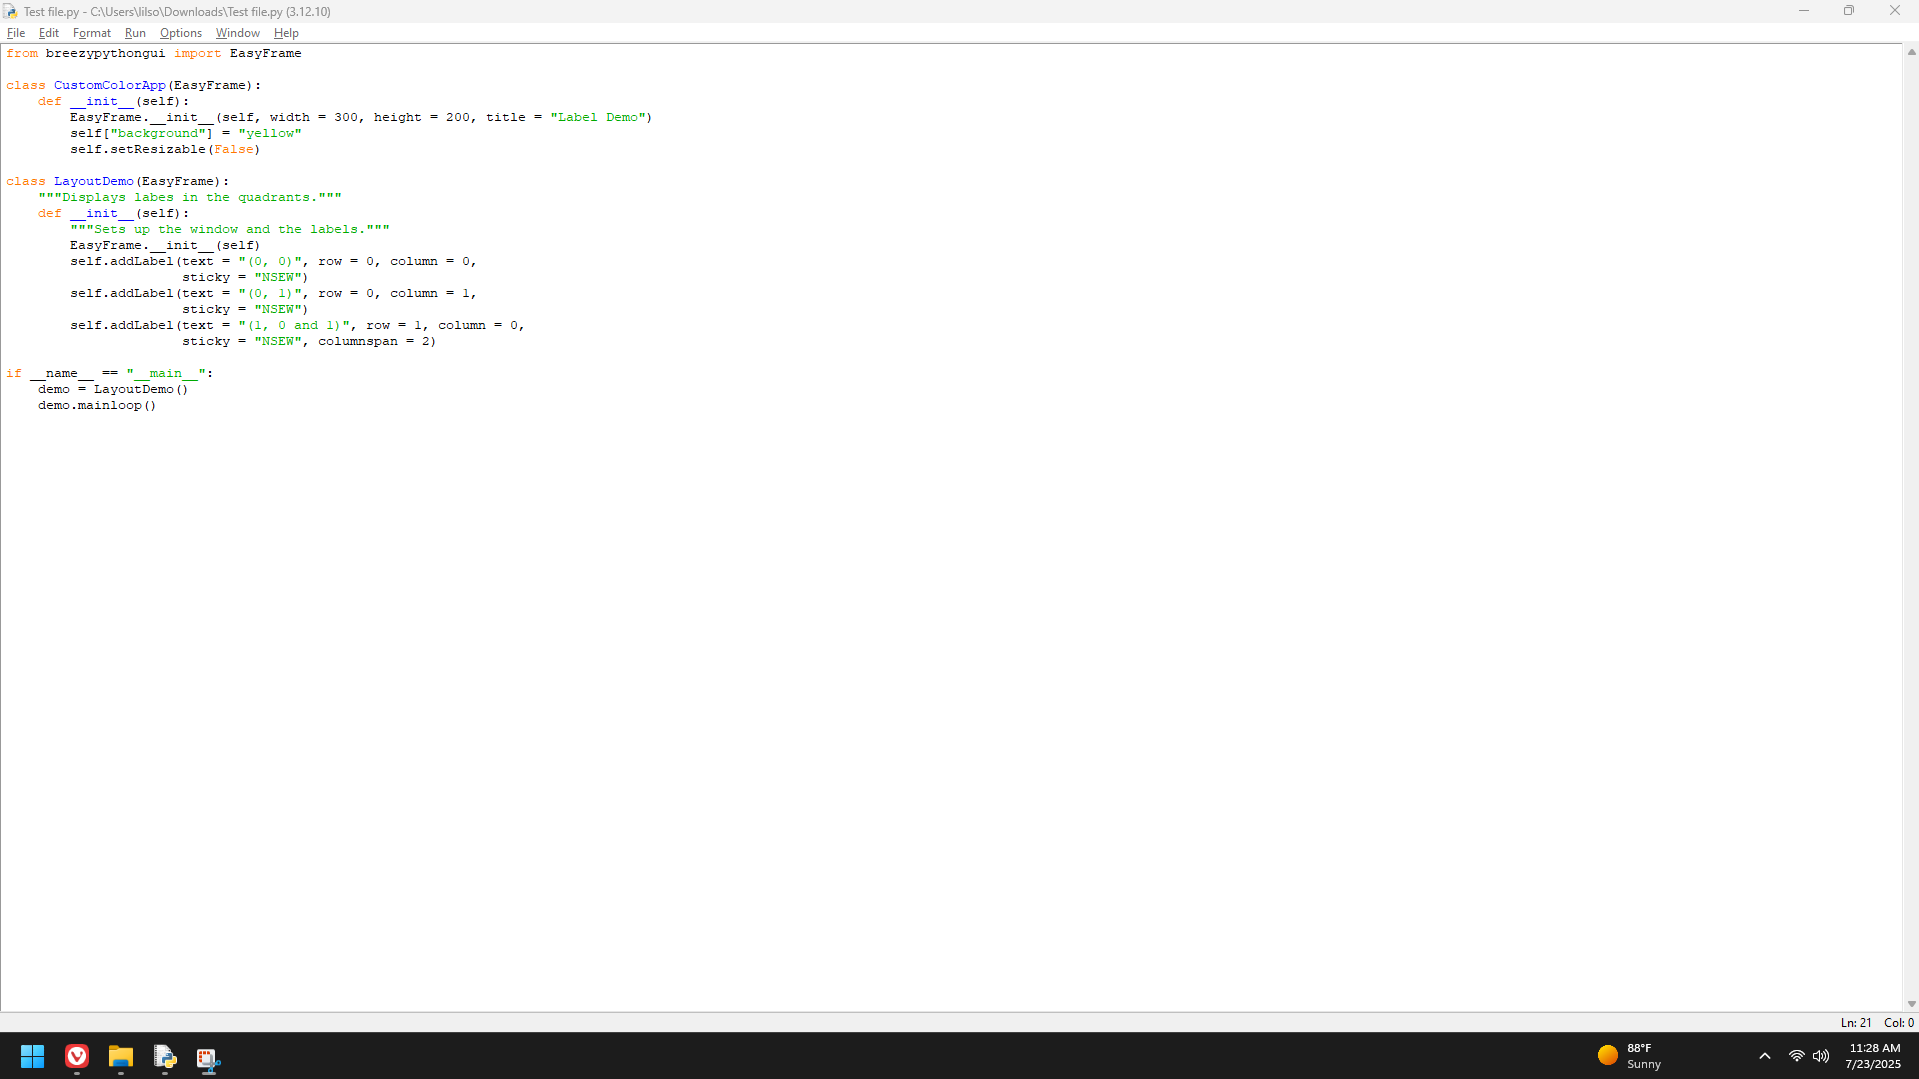 Test file.py - C:\Users\lilso\Downloads\Test file.py (3.12.10)
File Edit Format Run Options Window Help
from breezypythongui import EasyFrame

class CustomColorApp(EasyFrame):
    def __init__(self):
        EasyFrame.__init__(self, width = 300, height = 200, title = "Label Demo")
        self["background"] = "yellow"
        self.setResizable(False)

class LayoutDemo(EasyFrame):
    """Displays labes in the quadrants."""
    def __init__(self):
        """Sets up the window and the labels."""
        EasyFrame.__init__(self)
        self.addLabel(text = "(0, 0)", row = 0, column = 0,
                      sticky = "NSEW")
        self.addLabel(text = "(0, 1)", row = 0, column = 1,
                      sticky = "NSEW")
        self.addLabel(text = "(1, 0 and 1)", row = 1, column = 0,
                      sticky = "NSEW", columnspan = 2)

if __name__ == "__main__":
    demo = LayoutDemo()
    demo.mainloop()
Ln: 21 Col: 0
88°F
Sunny
11:28 AM
7/23/2025